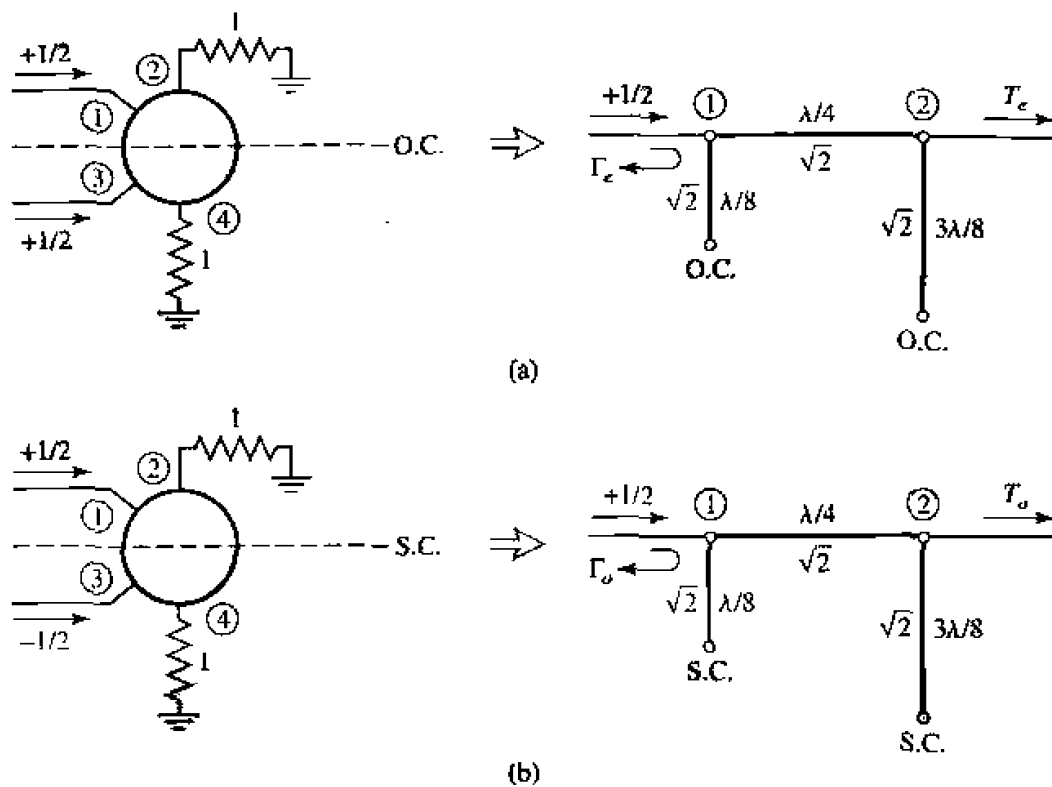 1
+1/2
②
①
O.C.
③
④
+1/2
1
+1/2
①
②
T_e
λ/4
√2
Γ_e
√2 λ/8
√2 3λ/8
O.C.
O.C.
(a)
1
+1/2
②
①
S.C.
③
④
−1/2
1
+1/2
①
②
T_o
λ/4
√2
Γ_o
√2 λ/8
√2 3λ/8
S.C.
S.C.
(b)